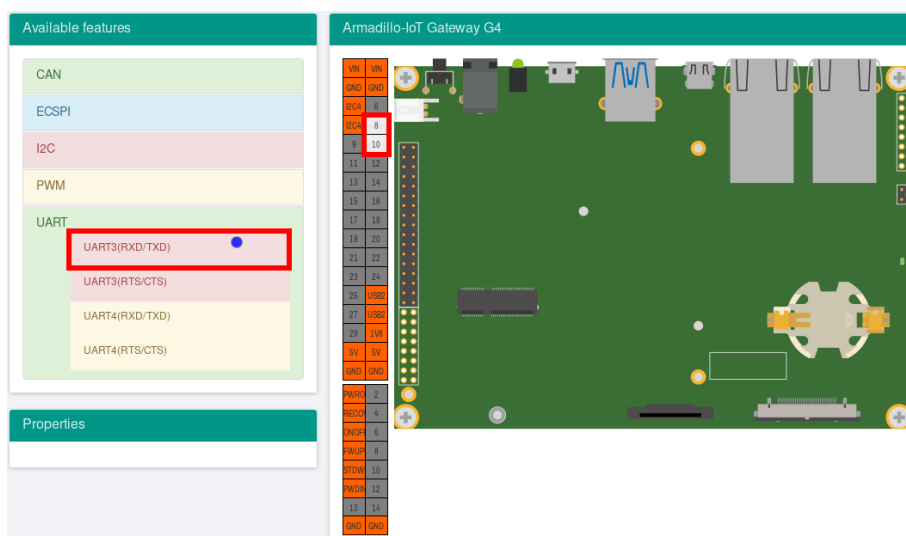 Available features
CAN
ECSPI
I2C
PWM
UART
UART3(RXD/TXD)
UART3(RTS/CTS)
UART4(RXD/TXD)
UART4(RTS/CTS)
Properties
Armadillo-IoT Gateway G4
VIN VIN
GND GND
I2C4 6
I2C4 8
9 10
11 12
13 14
15 16
17 18
19 20
21 22
23 24
25 USB2
27 USB2
29 1V8
5V 5V
GND GND
PWRO 2
RECOV 4
ONOFF 6
FWUP 8
STDW 10
PWDIN 12
13 14
GND GND